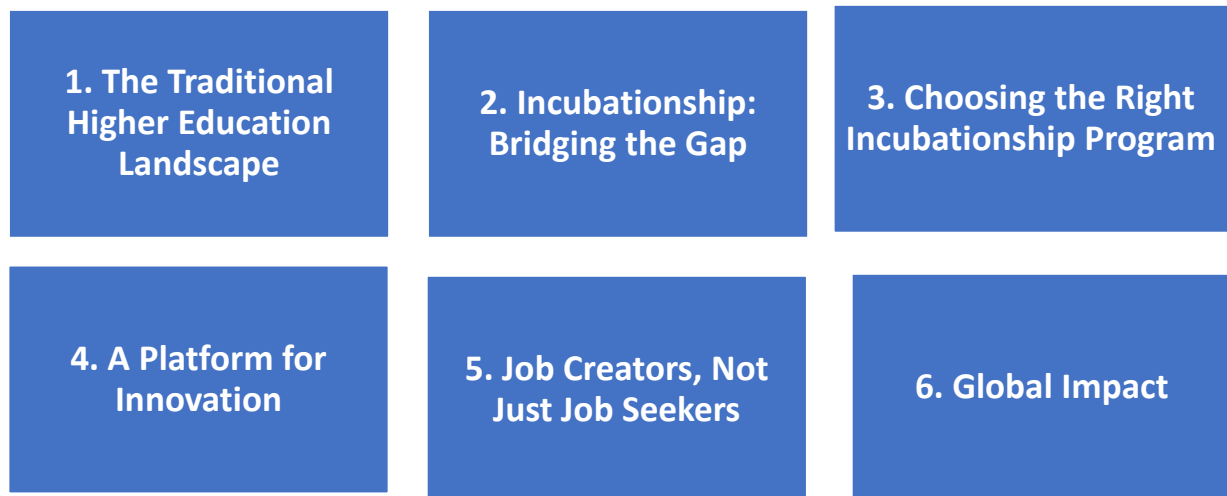 1. The Traditional
Higher Education
Landscape
2. Incubationship:
Bridging the Gap
3. Choosing the Right
Incubationship Program
4. A Platform for
Innovation
5. Job Creators, Not
Just Job Seekers
6. Global Impact